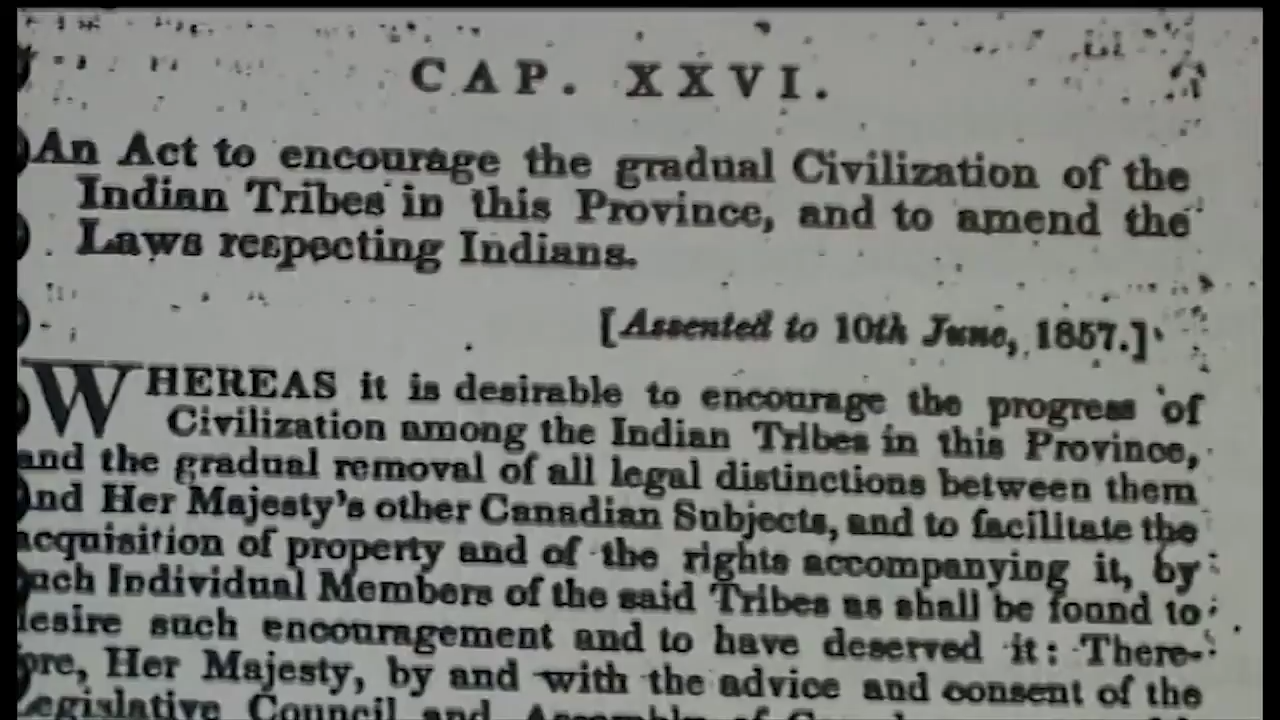 CAP. XXVI.
An Act to encourage the gradual Civilization of the
Indian Tribes in this Province, and to amend the
Laws respecting Indians.
[Assented to 10th June, 1857.]
WHEREAS it is desirable to encourage the progress of
Civilization among the Indian Tribes in this Province,
and the gradual removal of all legal distinctions between them
and Her Majesty's other Canadian Subjects, and to facilitate the
acquisition of property and of the rights accompanying it, by
such Individual Members of the said Tribes as shall be found to
desire such encouragement and to have deserved it: There-
fore, Her Majesty, by and with the advice and consent of the
Legislative Council and Assembly of